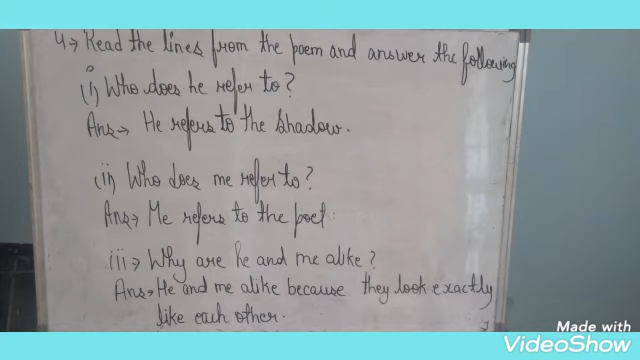 4→ Read the lines from the poem and answer the following
(i) Who does he refer to?
Ans→ He refers to the shadow.
(ii) Who does me refer to?
Ans→ Me refers to the poet.
iii→ Why are he and me alike?
Ans→ He and me alike because they look exactly
like each other.
Made with
VideoShow